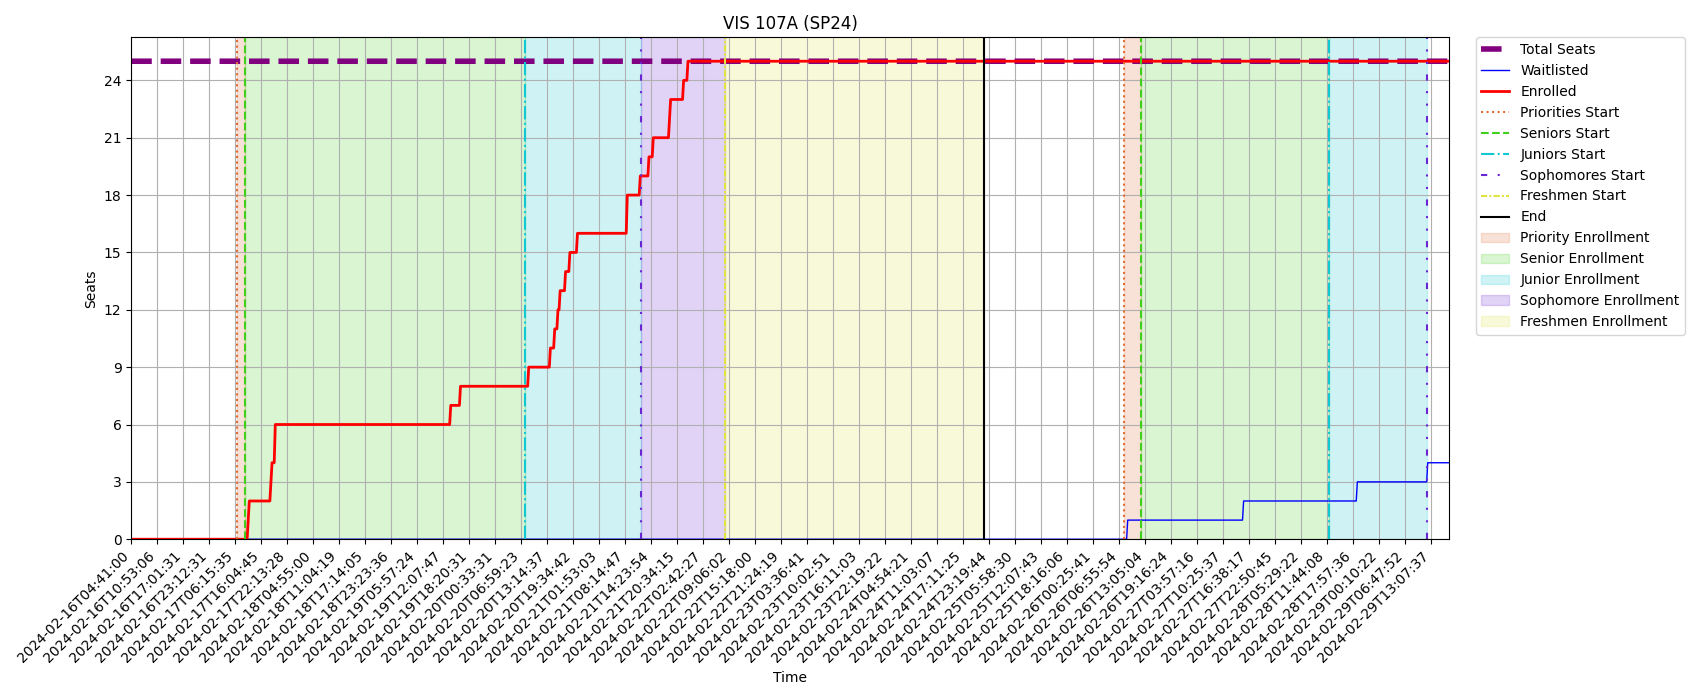 VIS 107A (SP24)
Total Seats
Waitlisted
Enrolled
Priorities Start
Seniors Start
Juniors Start
Sophomores Start
Freshmen Start
End
Priority Enrollment
Senior Enrollment
Junior Enrollment
Sophomore Enrollment
Freshmen Enrollment
Seats
24
21
18
15
12
9
6
3
0
2024-02-16T04:41:00
2024-02-16T10:53:06
2024-02-16T17:01:31
2024-02-16T23:12:31
2024-02-17T06:15:35
2024-02-17T16:04:45
2024-02-17T22:13:28
2024-02-18T04:55:00
2024-02-18T11:04:19
2024-02-18T17:14:05
2024-02-18T23:23:36
2024-02-19T05:57:24
2024-02-19T12:07:47
2024-02-19T18:20:31
2024-02-20T00:33:31
2024-02-20T06:59:23
2024-02-20T13:14:37
2024-02-20T19:34:42
2024-02-21T01:53:03
2024-02-21T08:14:47
2024-02-21T14:23:54
2024-02-21T20:34:15
2024-02-22T02:42:27
2024-02-22T09:06:02
2024-02-22T15:18:00
2024-02-22T21:24:19
2024-02-23T03:36:41
2024-02-23T10:02:51
2024-02-23T16:11:03
2024-02-23T22:19:22
2024-02-24T04:54:21
2024-02-24T11:03:07
2024-02-24T17:11:25
2024-02-24T23:19:44
2024-02-25T05:58:30
2024-02-25T12:07:43
2024-02-25T18:16:06
2024-02-26T00:25:41
2024-02-26T06:55:54
2024-02-26T13:05:04
2024-02-26T19:16:24
2024-02-27T03:57:16
2024-02-27T10:25:37
2024-02-27T16:38:17
2024-02-27T22:50:45
2024-02-28T05:29:22
2024-02-28T11:44:08
2024-02-28T17:57:36
2024-02-29T00:10:22
2024-02-29T06:47:52
2024-02-29T13:07:37
Time